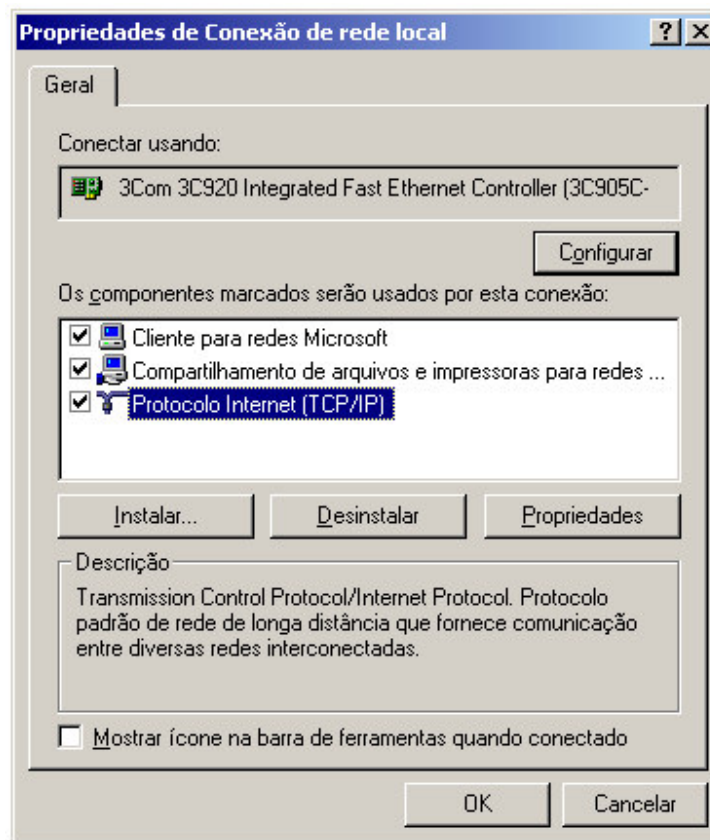 Propriedades de Conexão de rede local
Geral
Conectar usando:
3Com 3C920 Integrated Fast Ethernet Controller (3C905C-
Configurar
Os componentes marcados serão usados por esta conexão:
Cliente para redes Microsoft
Compartilhamento de arquivos e impressoras para redes ...
Protocolo Internet (TCP/IP)
Instalar... Desinstalar Propriedades
Descrição
Transmission Control Protocol/Internet Protocol. Protocolo
padrão de rede de longa distância que fornece comunicação
entre diversas redes interconectadas.
Mostrar ícone na barra de ferramentas quando conectado
OK Cancelar